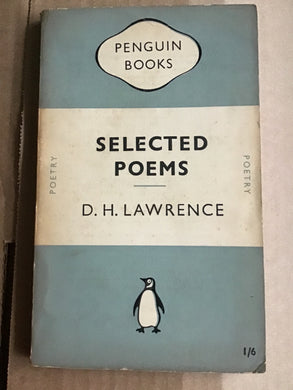 PENGUIN
BOOKS
SELECTED
POEMS
POETRY
POETRY
D. H. LAWRENCE
1/6